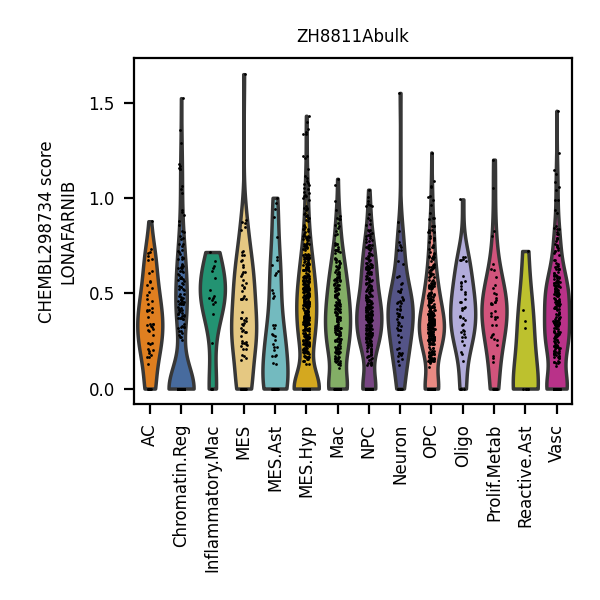 ZH8811Abulk
CHEMBL298734 score
LONAFARNIB
1.5
1.0
0.5
0.0
AC
Chromatin.Reg
Inflammatory.Mac
MES
MES.Ast
MES.Hyp
Mac
NPC
Neuron
OPC
Oligo
Prolif.Metab
Reactive.Ast
Vasc